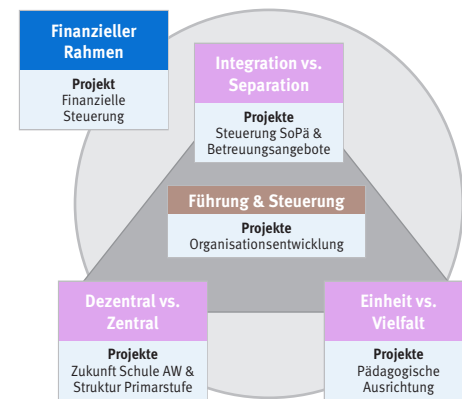 Finanzieller
Rahmen
Projekt
Finanzielle
Steuerung
Integration vs.
Separation
Projekte
Steuerung SoPä &
Betreuungsangebote
Führung & Steuerung
Projekte
Organisationsentwicklung
Dezentral vs.
Zentral
Projekte
Zukunft Schule AW &
Struktur Primarstufe
Einheit vs.
Vielfalt
Projekte
Pädagogische
Ausrichtung